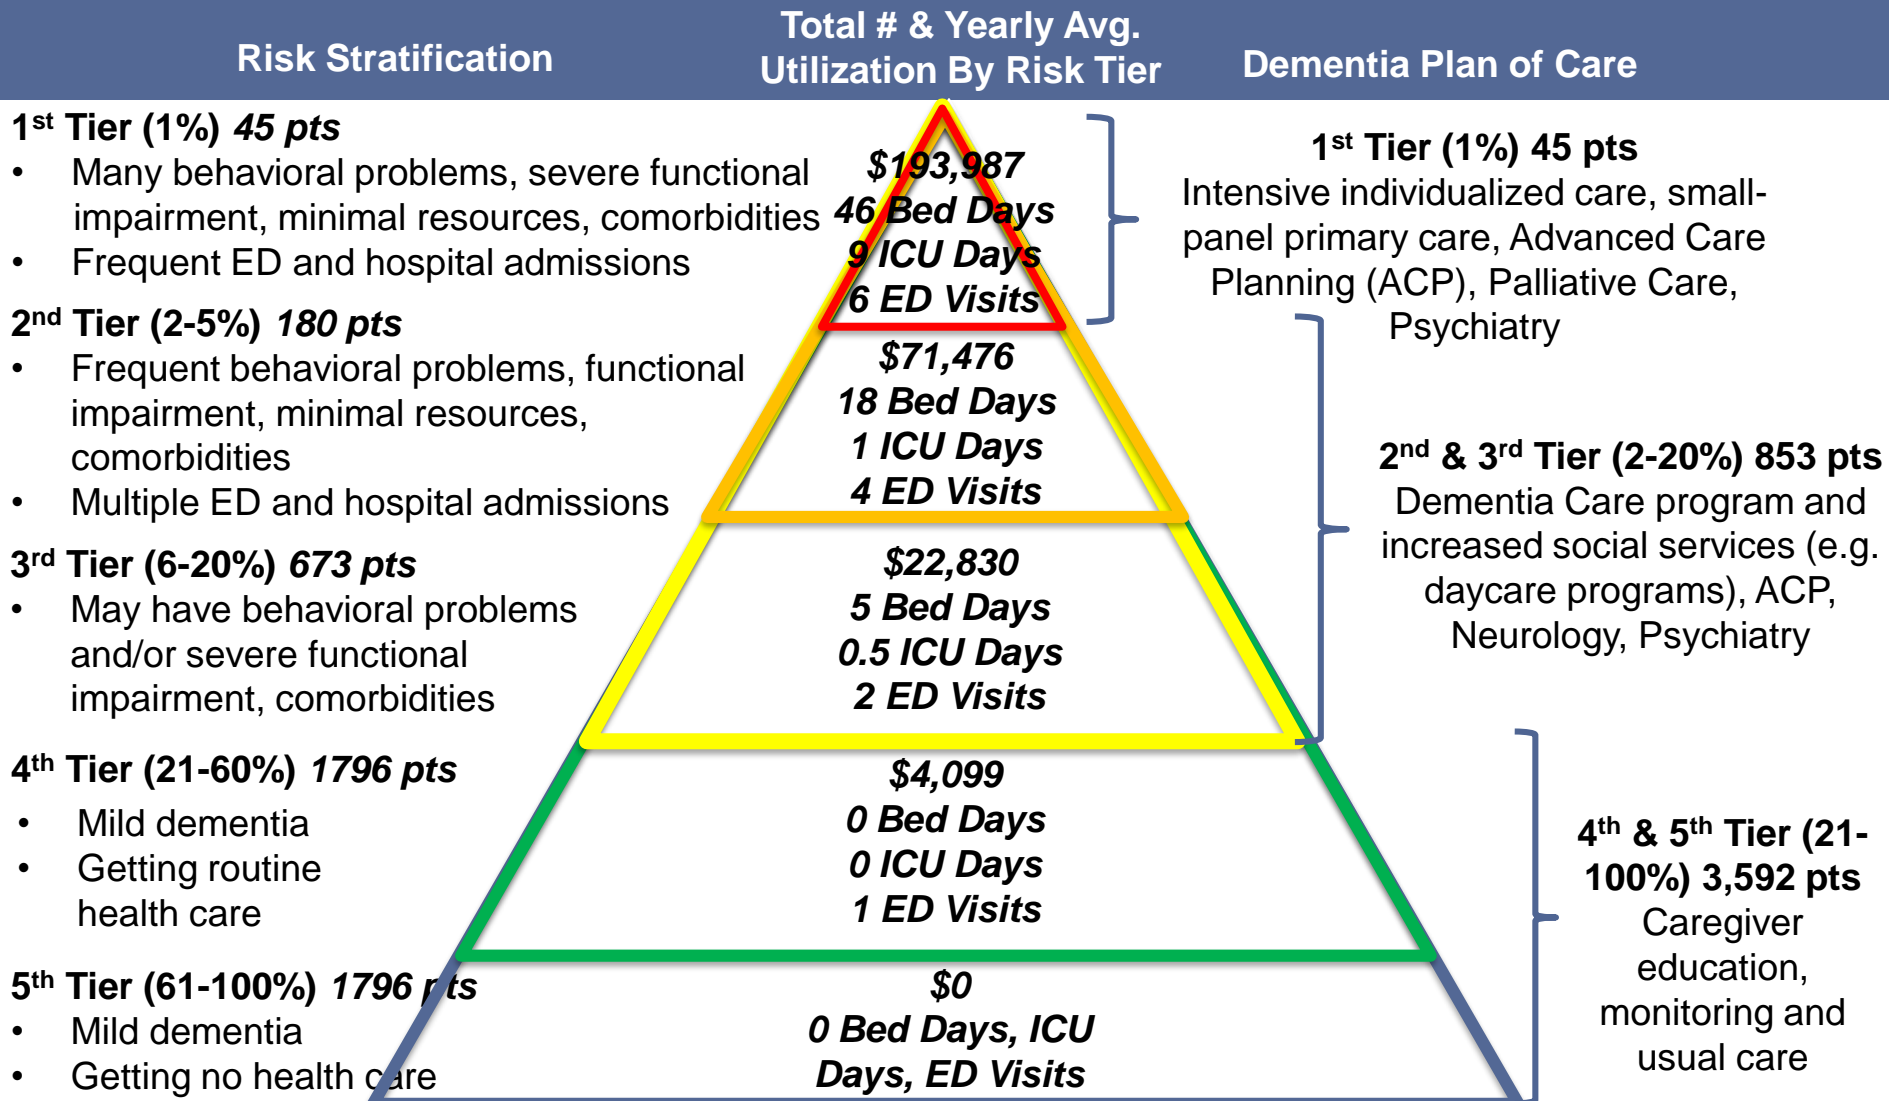 Risk Stratification
Total # & Yearly Avg.
Utilization By Risk Tier
Dementia Plan of Care
1st Tier (1%) 45 pts
• Many behavioral problems, severe functional
impairment, minimal resources, comorbidities
• Frequent ED and hospital admissions
2nd Tier (2-5%) 180 pts
• Frequent behavioral problems, functional
impairment, minimal resources,
comorbidities
• Multiple ED and hospital admissions
3rd Tier (6-20%) 673 pts
• May have behavioral problems
and/or severe functional
impairment, comorbidities
4th Tier (21-60%) 1796 pts
• Mild dementia
• Getting routine
health care
5th Tier (61-100%) 1796 pts
• Mild dementia
• Getting no health care
$193,987
46 Bed Days
9 ICU Days
6 ED Visits
$71,476
18 Bed Days
1 ICU Days
4 ED Visits
$22,830
5 Bed Days
0.5 ICU Days
2 ED Visits
$4,099
0 Bed Days
0 ICU Days
1 ED Visits
$0
0 Bed Days, ICU
Days, ED Visits
1st Tier (1%) 45 pts
Intensive individualized care, small-
panel primary care, Advanced Care
Planning (ACP), Palliative Care,
Psychiatry
2nd & 3rd Tier (2-20%) 853 pts
Dementia Care program and
increased social services (e.g.
daycare programs), ACP,
Neurology, Psychiatry
4th & 5th Tier (21-
100%) 3,592 pts
Caregiver
education,
monitoring and
usual care